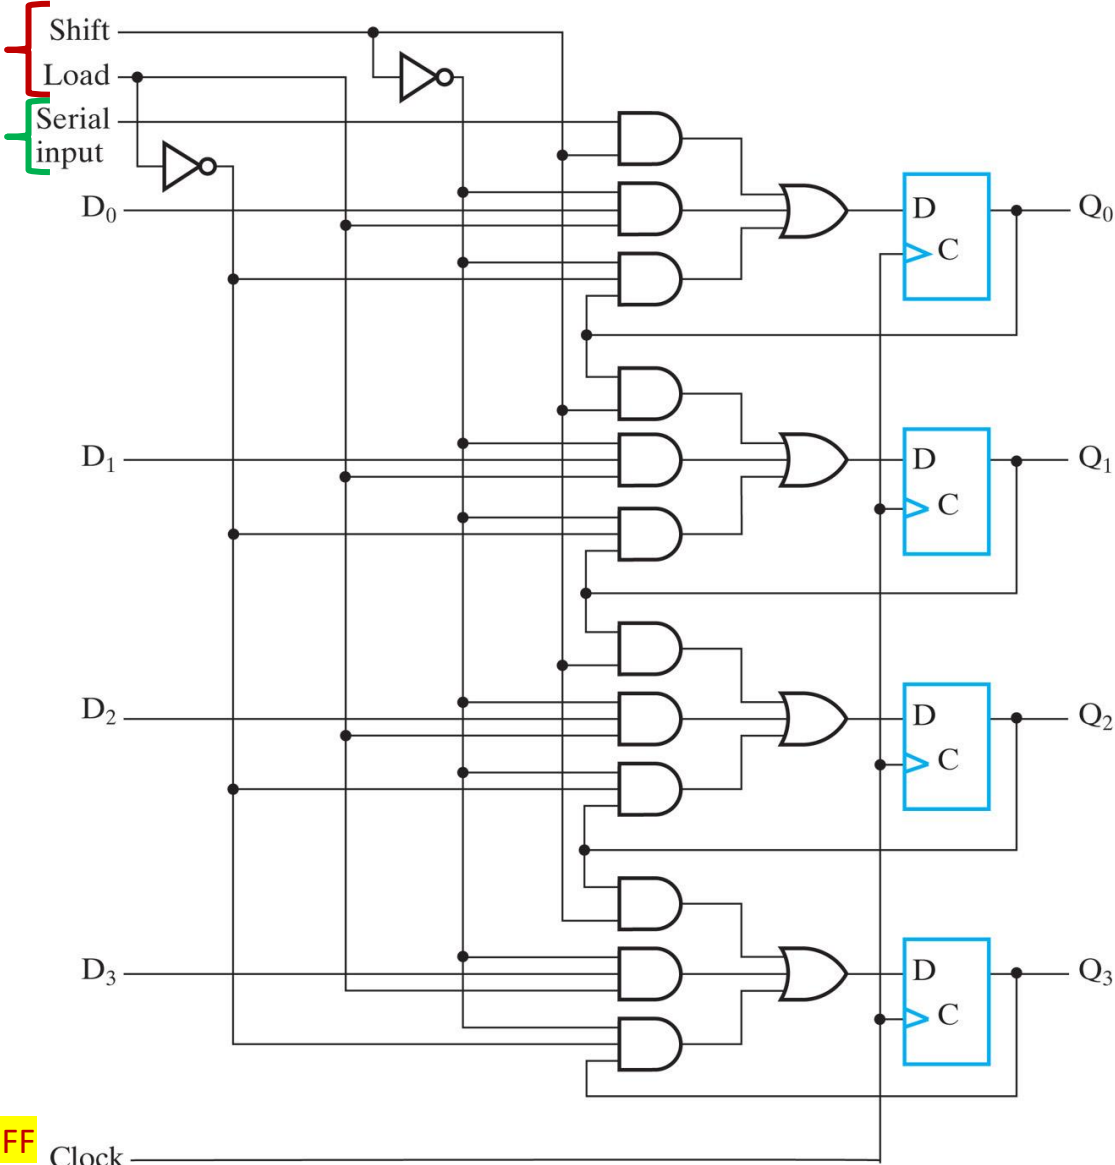 Shift
Load
Serial
input
D₀
D
C
Q₀
D₁
D
C
Q₁
D₂
D
C
Q₂
D₃
D
C
Q₃
FF
Clock